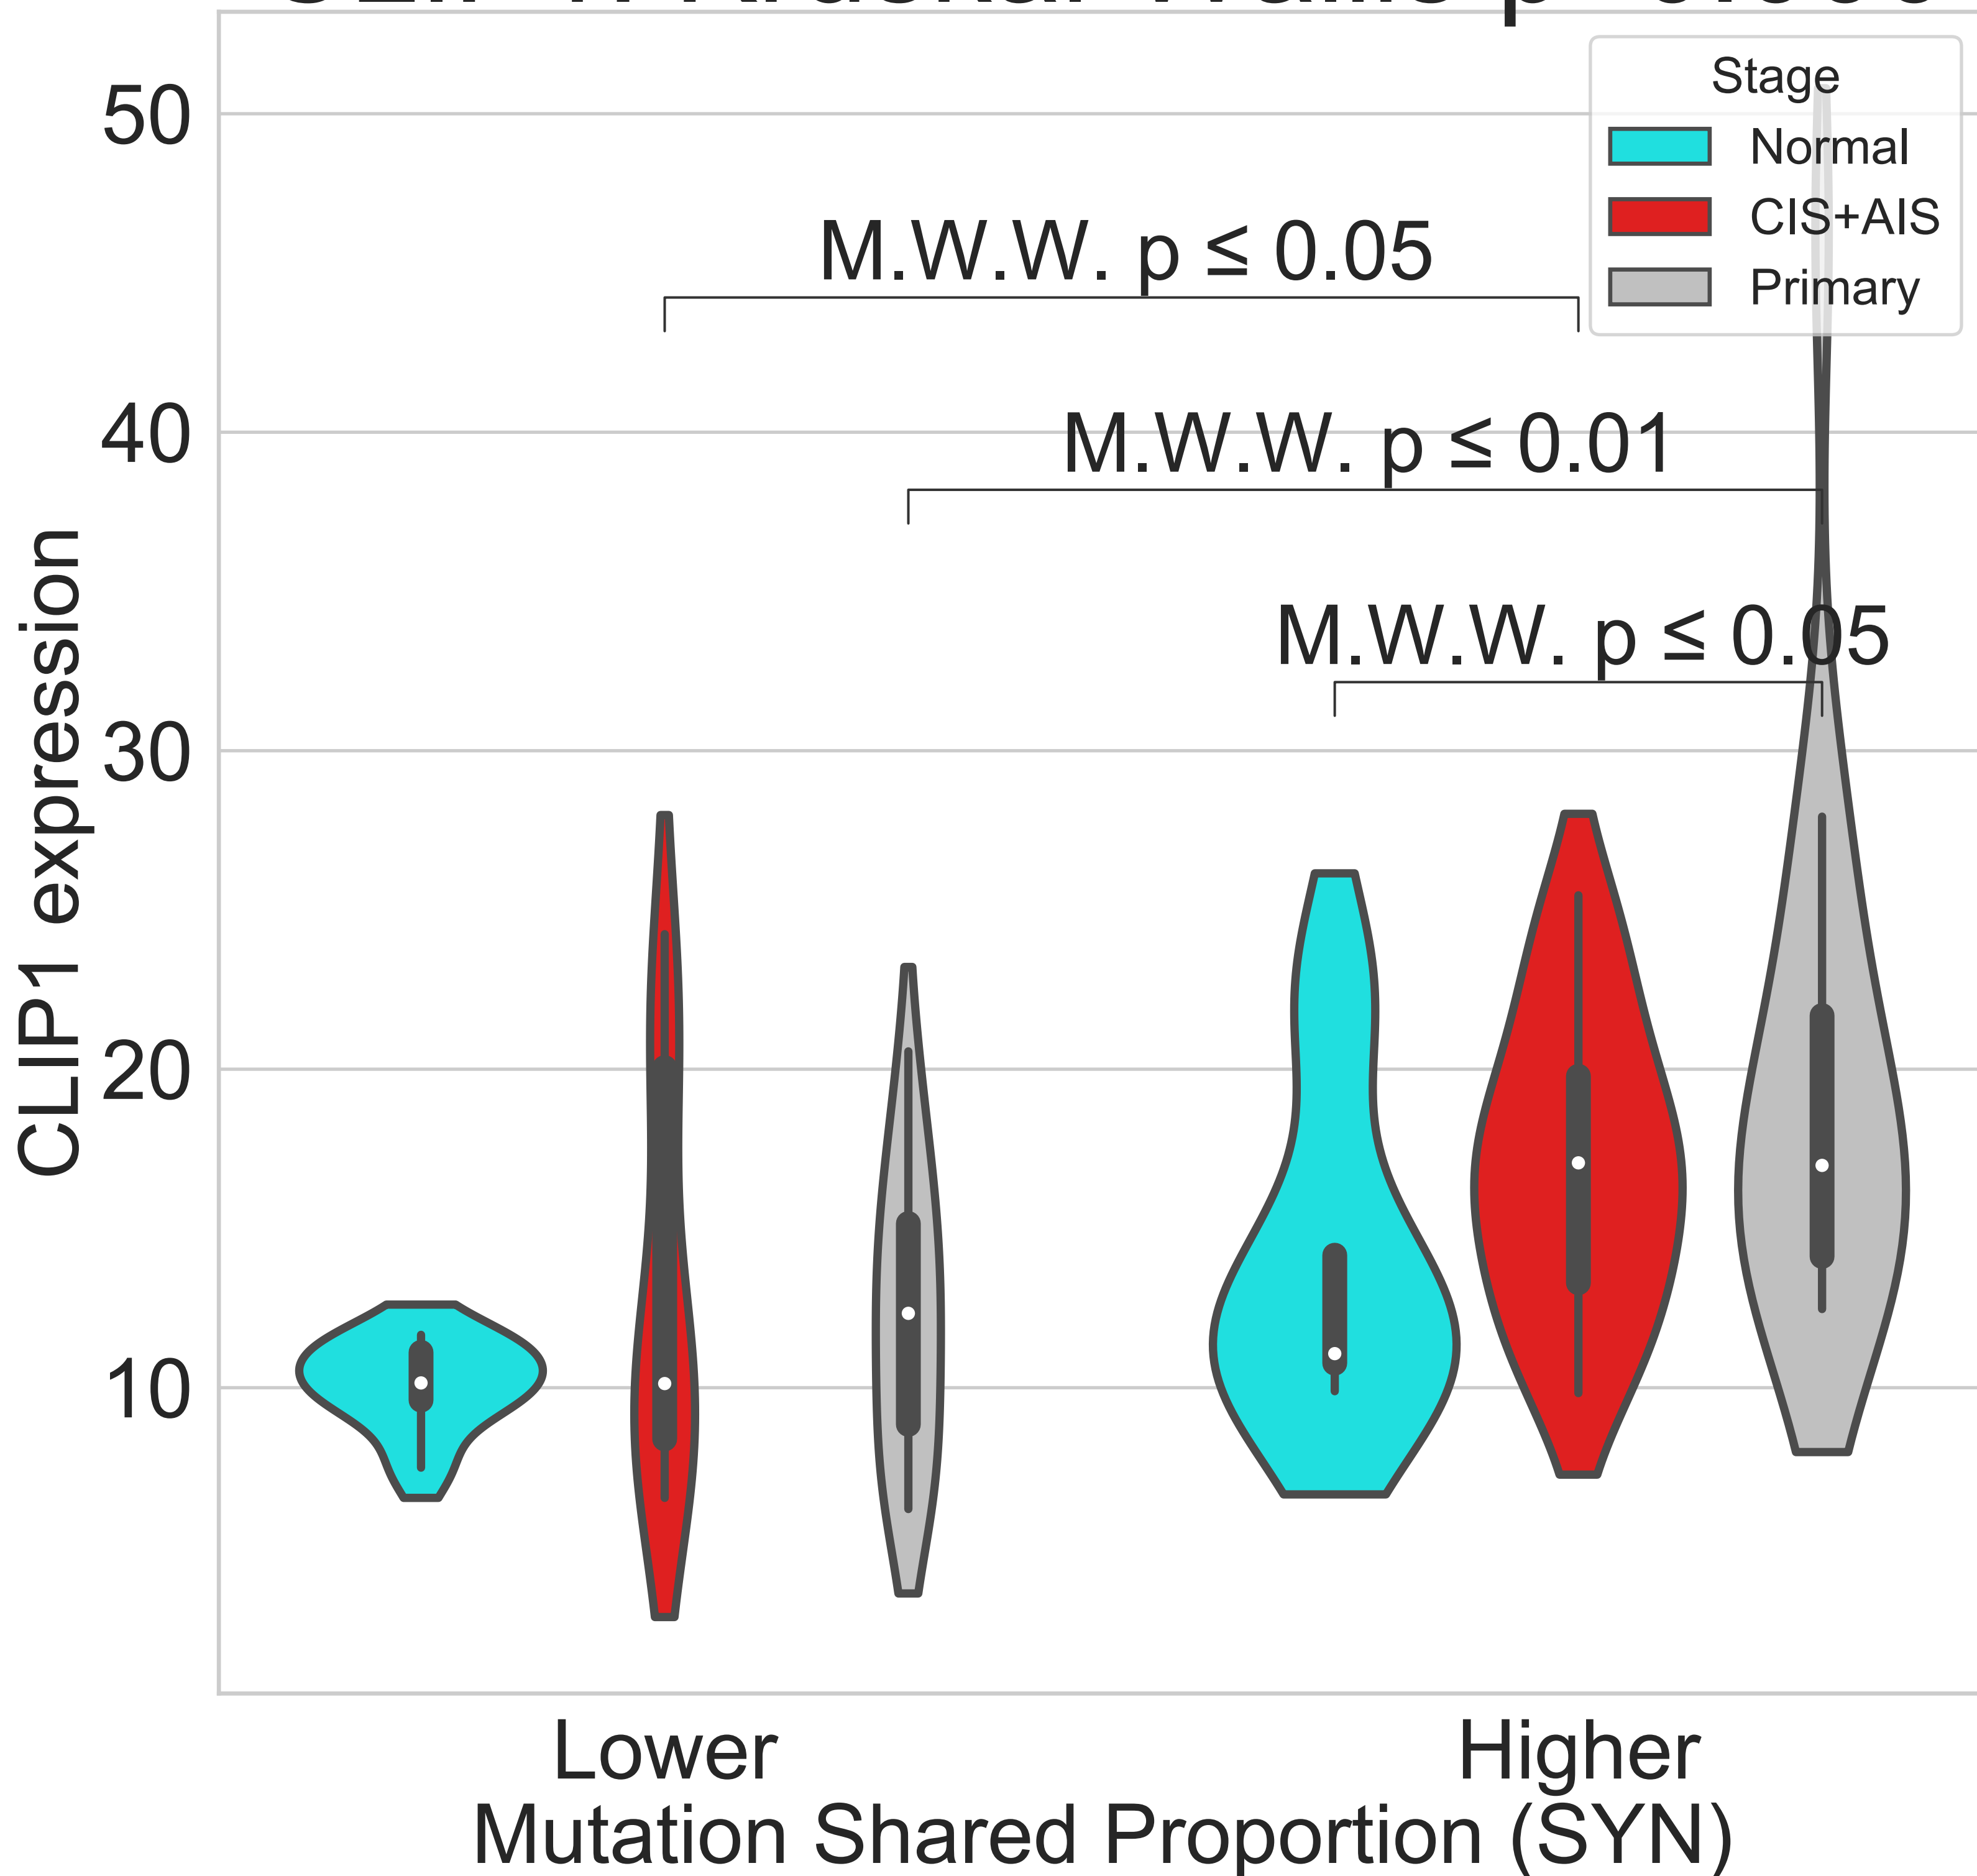 Stage
Normal
CIS+AIS
Primary
M.W.W. p ≤ 0.05
M.W.W. p ≤ 0.01
M.W.W. p ≤ 0.05
50
40
30
20
10
CLIP1 expression
Lower
Higher
Mutation Shared Proportion (SYN)